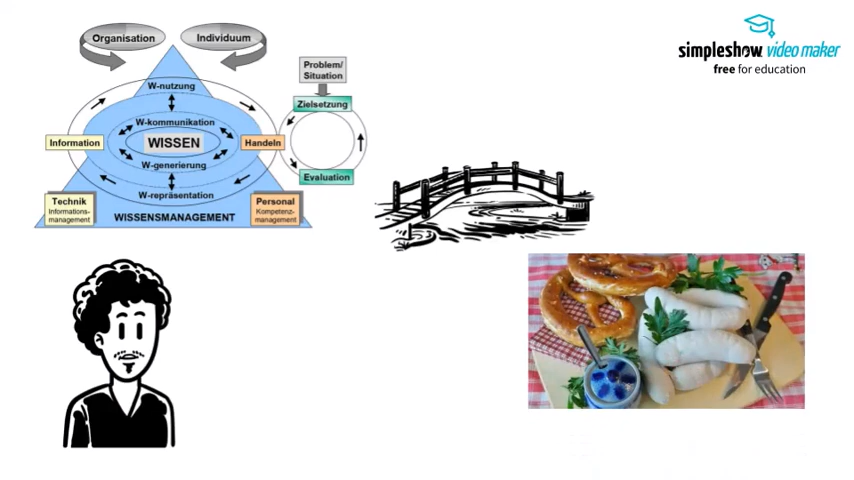 simpleshow video maker
free for education
Organisation
Individuum
Problem/
Situation
W-nutzung
Zielsetzung
W-kommunikation
Information
WISSEN
Handeln
W-generierung
Evaluation
W-repräsentation
Technik
Informations-
management
WISSENSMANAGEMENT
Personal
Kompetenz-
management